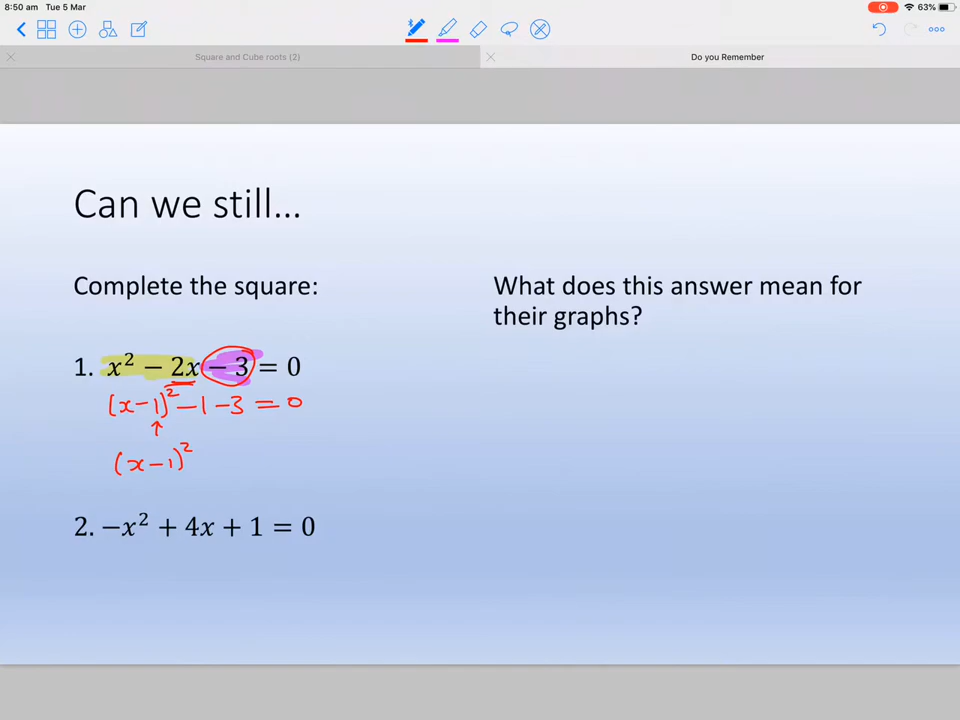 8:50 am Tue 5 Mar
63%
Square and Cube roots (2)
Do you Remember
Can we still...
Complete the square:
1. x² − 2x − 3 = 0
(x−1)² −1 −3 = 0
(x−1)²
2. −x² + 4x + 1 = 0
What does this answer mean for
their graphs?